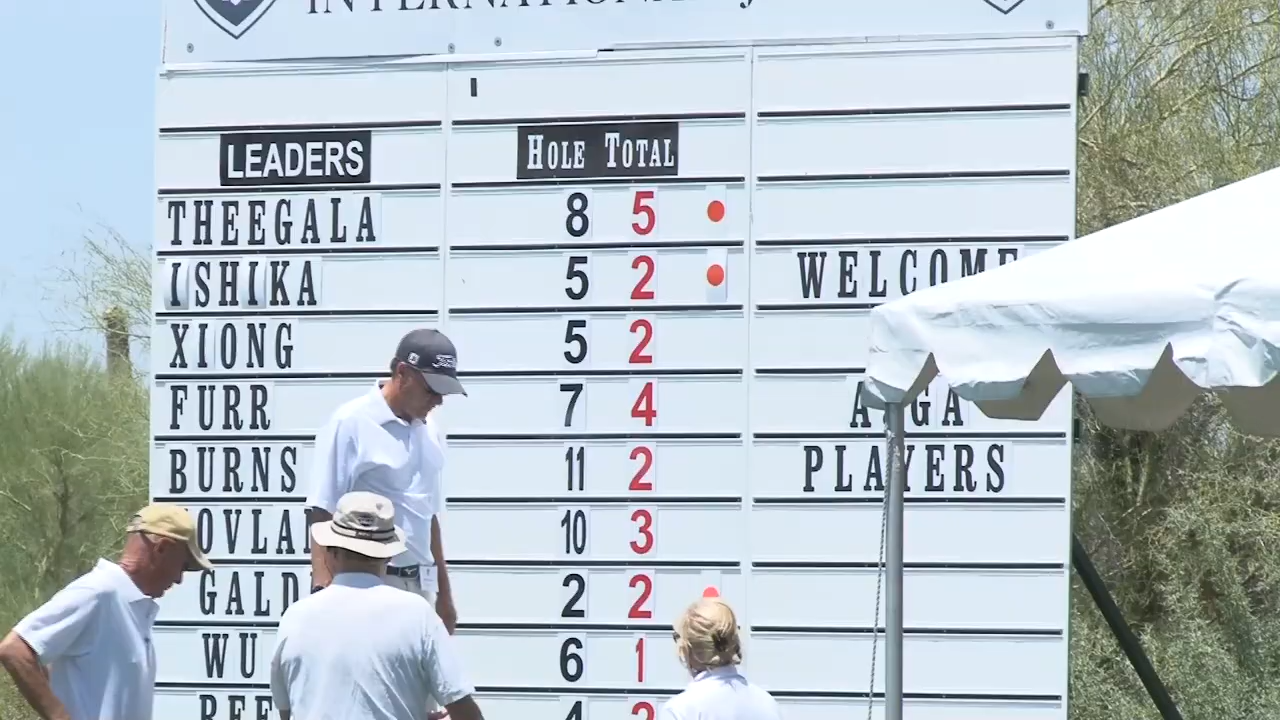 INTERNATIONAL
LEADERS HOLE TOTAL
THEEGALA 8 5
ISHIKA 5 2 WELCOME
XIONG 5 2
FURR 7 4
BURNS 11 2 PLAYERS
10 3
2 2
WU 6 1